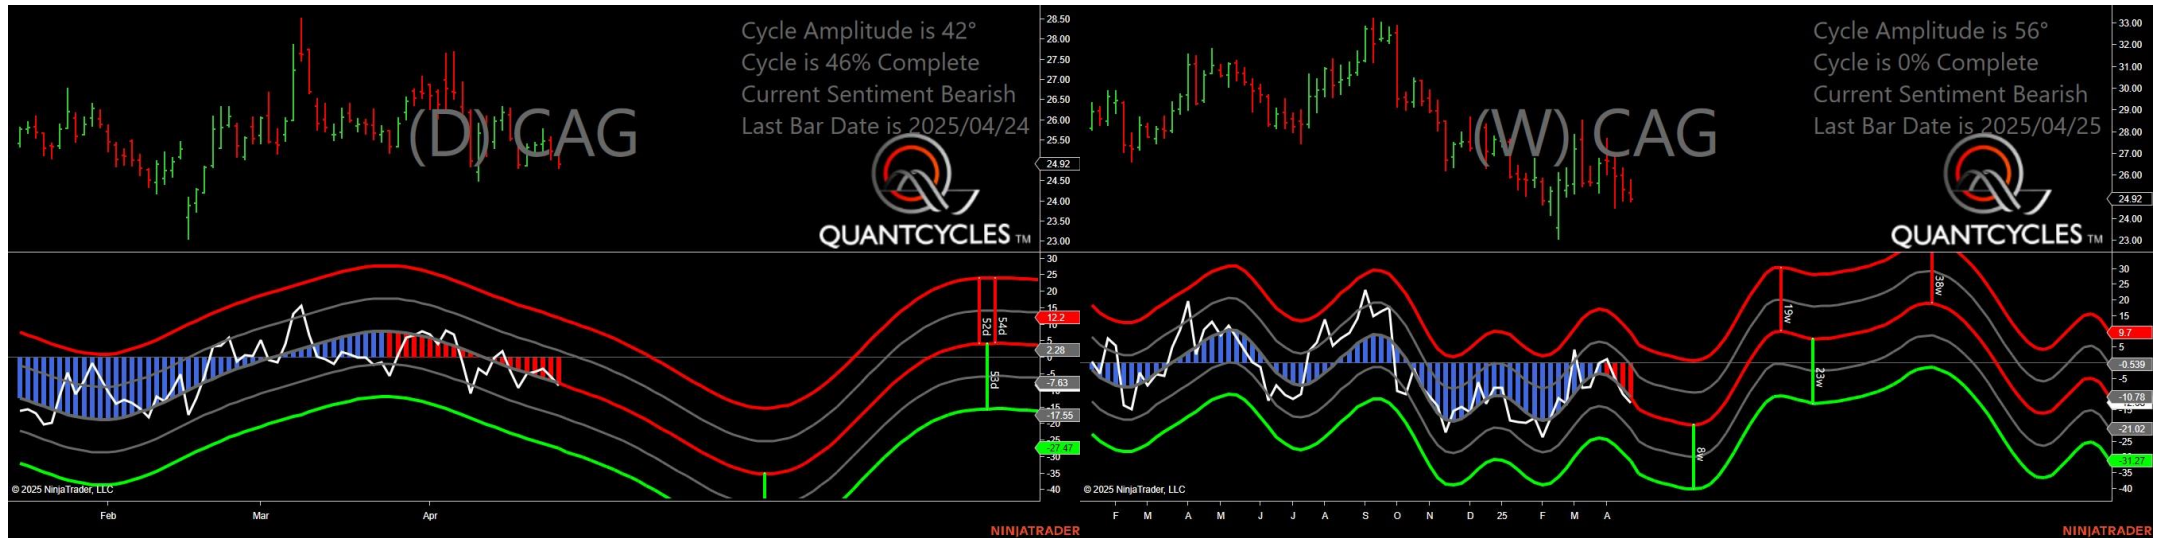 Cycle Amplitude is 42°
Cycle is 46% Complete
Current Sentiment Bearish
Last Bar Date is 2025/04/24
(D) CAG
QUANTCYCLES TM
28.50
28.00
27.50
27.00
26.50
26.00
25.50
24.92
24.50
24.00
23.50
23.00
30
25
20
15
12.2
5
2.28
0
-5
-7.63
-15
-17.55
-20
-27.47
-30
-35
-40
52d
54d
53d
© 2025 NinjaTrader, LLC
Feb
Mar
Apr
NINJATRADER
Cycle Amplitude is 56°
Cycle is 0% Complete
Current Sentiment Bearish
Last Bar Date is 2025/04/25
(W) CAG
QUANTCYCLES TM
33.00
32.00
31.00
30.00
29.00
28.00
27.00
26.00
24.92
24.00
23.00
30
25
20
15
9.7
5
-0.539
-5
-10.78
-15
-21.02
-25
-31.27
-35
-40
19w
38w
23w
8w
© 2025 NinjaTrader, LLC
F M A M J J A S O N D 25 F M A
NINJATRADER